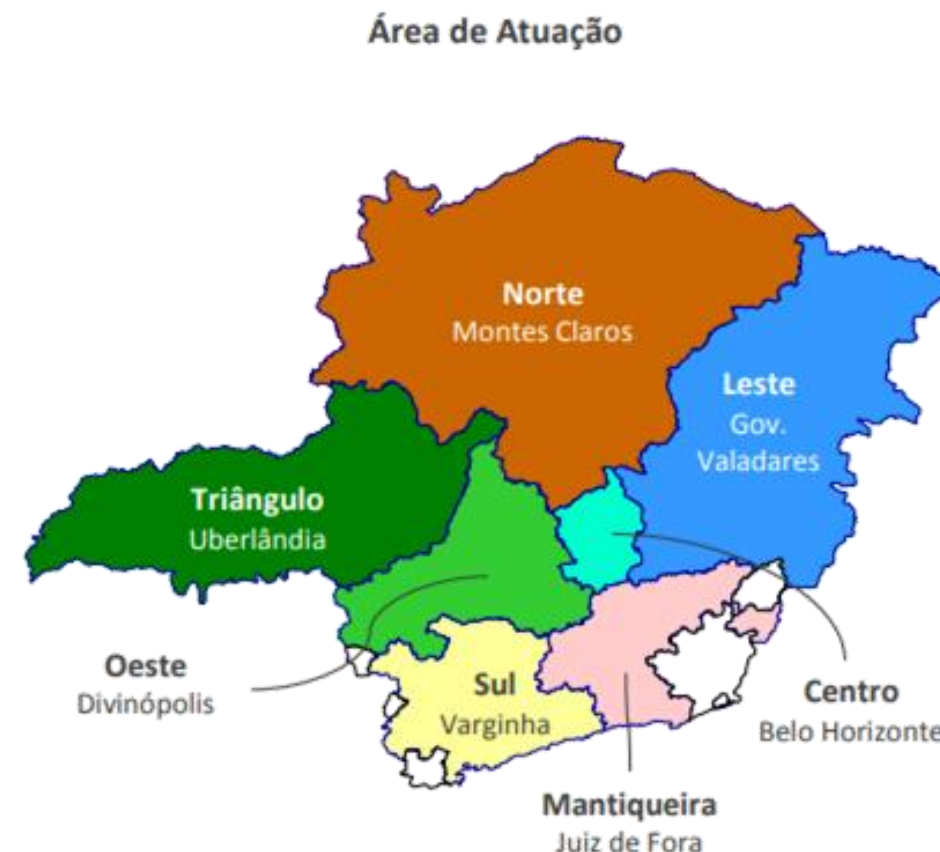 Área de Atuação
Norte
Montes Claros
Leste
Gov.
Valadares
Triângulo
Uberlândia
Oeste
Divinópolis
Sul
Varginha
Centro
Belo Horizonte
Mantiqueira
Juiz de Fora